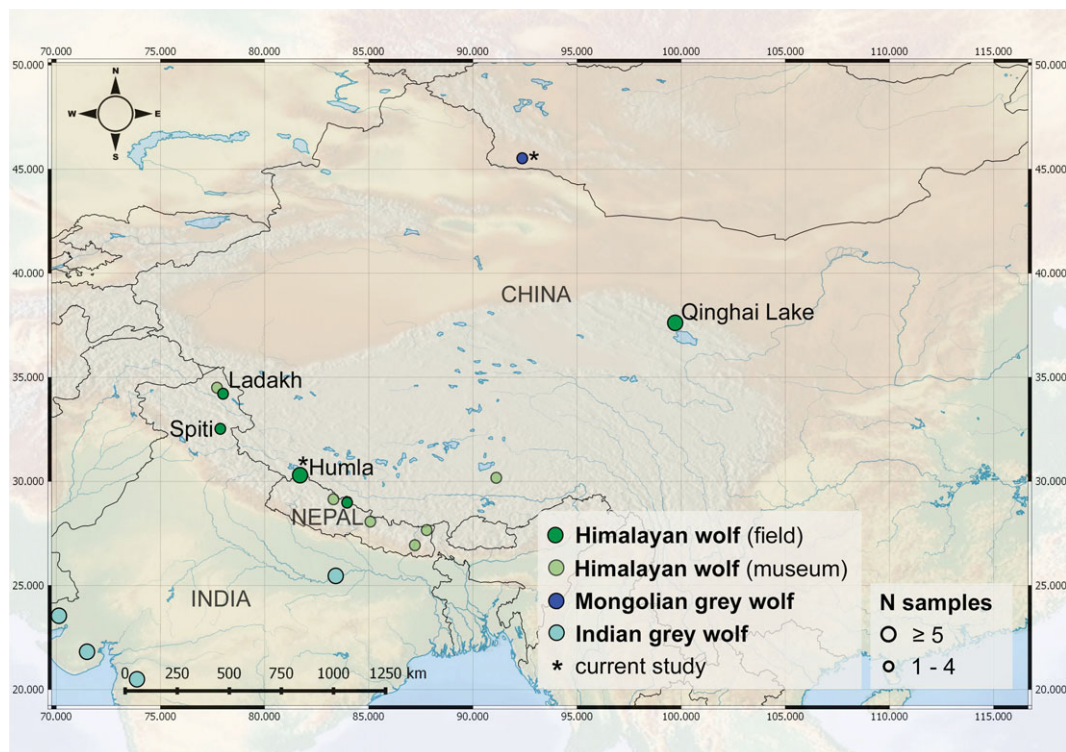 70.000 75.000 80.000 85.000 90.000 95.000 100.000 105.000 110.000 115.000
50.000 50.000
N
W E
S
*
45.000 45.000
40.000 40.000
CHINA
Qinghai Lake
35.000 35.000
Ladakh
Spiti
*
Humla
30.000 30.000
NEPAL
Himalayan wolf (field)
Himalayan wolf (museum)
25.000 25.000
INDIA
Mongolian grey wolf
N samples
Indian grey wolf
≥ 5
* current study
1 - 4
0 250 500 750 1000 1250 km
20.000 20.000
70.000 75.000 80.000 85.000 90.000 95.000 100.000 105.000 110.000 115.000